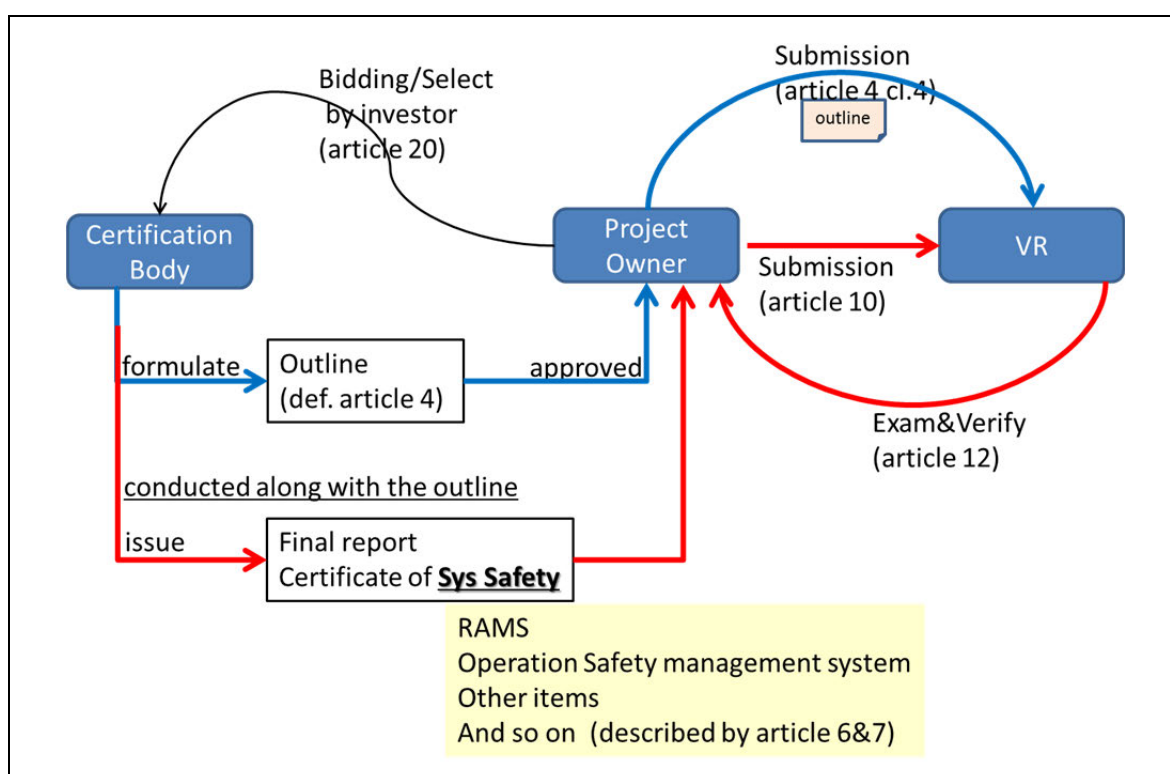 Bidding/Select
by investor
(article 20)
Submission
(article 4 cl.4)
outline
Certification
Body
Project
Owner
VR
Submission
(article 10)
formulate
Outline
(def. article 4)
approved
Exam&Verify
(article 12)
conducted along with the outline
issue
Final report
Certificate of Sys Safety
RAMS
Operation Safety management system
Other items
And so on (described by article 6&7)